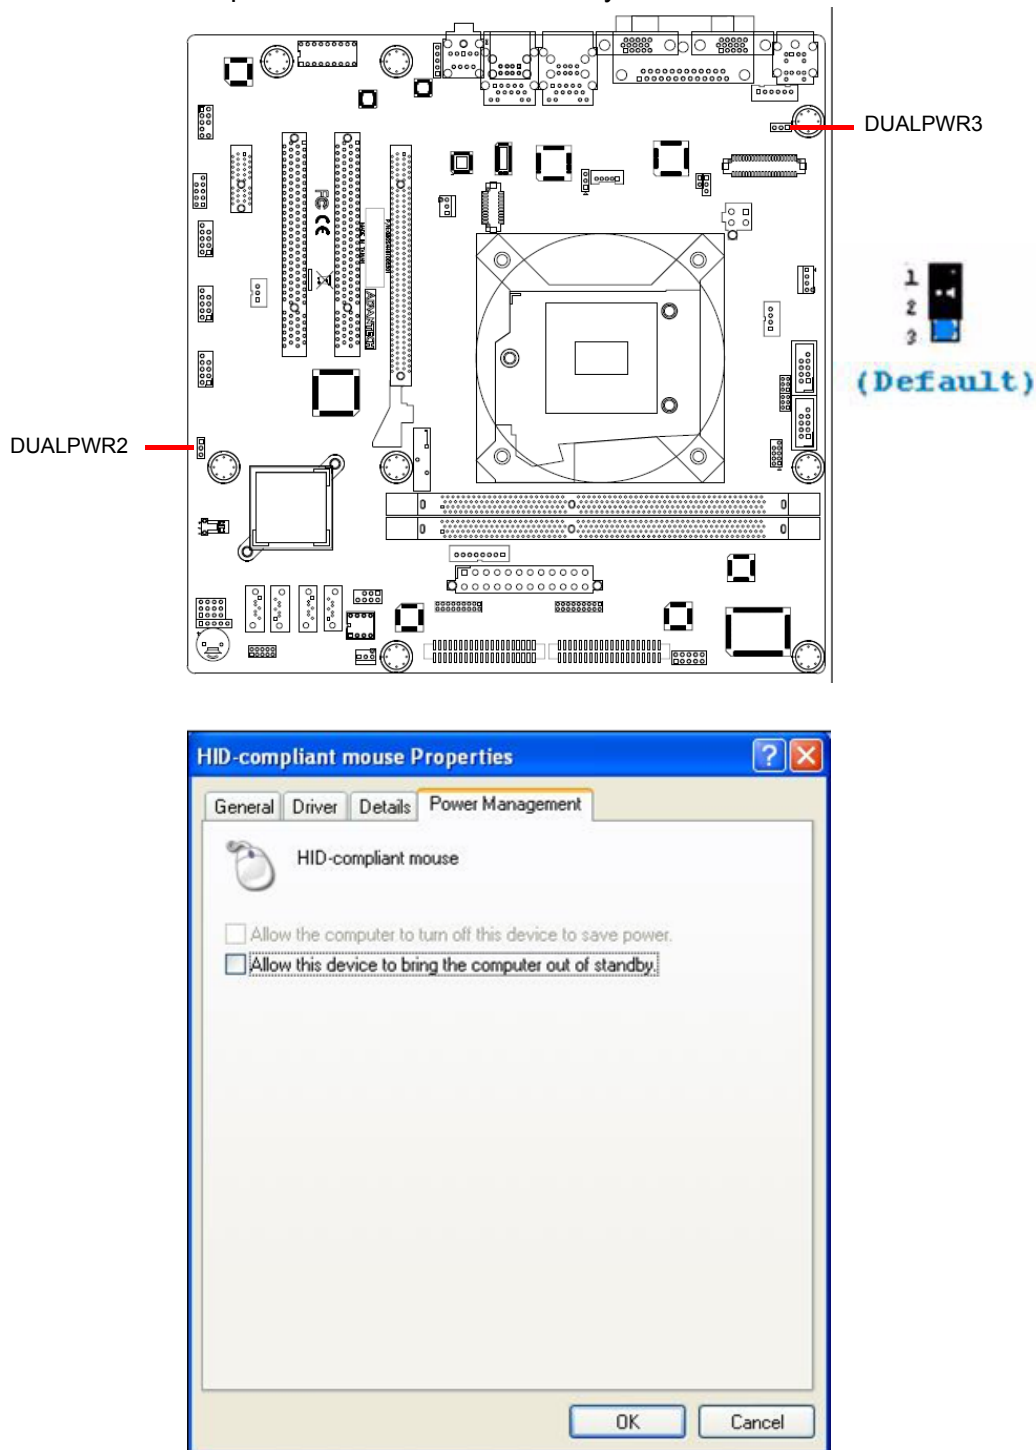 DUALPWR3
1
2
3
(Default)
DUALPWR2
HID-compliant mouse Properties
General Driver Details Power Management
HID-compliant mouse
Allow the computer to turn off this device to save power.
Allow this device to bring the computer out of standby.
OK Cancel